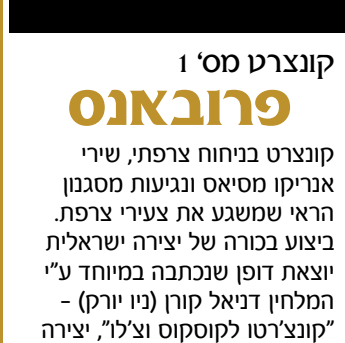 קונצרט מס׳ 1
פרובאנס
קונצרט בניחוח צרפתי, שירי
אנריקו מסיאס ונגיעות מסגנון
הראי שמשגע את צעירי צרפת.
ביצוע בכורה של יצירה ישראלית
יוצאת דופן שנכתבה במיוחד ע״י
המלחין דניאל קורן (ניו יורק) –
״קונצ׳רטו לקוסקוס וצ׳לו״, יצירה